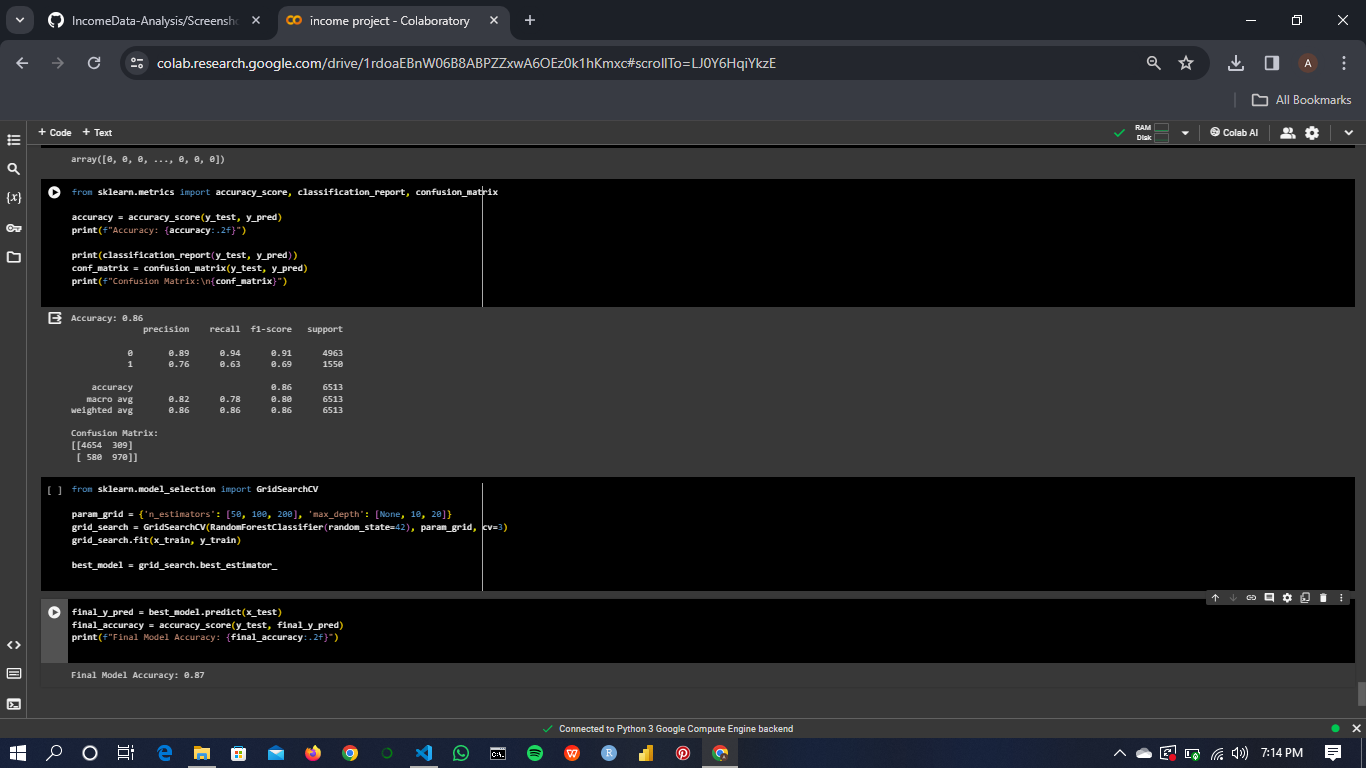 IncomeData-Analysis/Screensho
income project - Colaboratory
colab.research.google.com/drive/1rdoaEBnW06B8ABPZZxwA6OEz0k1hKmxc#scrollTo=LJ0Y6HqiYkzE
A
All Bookmarks
+ Code + Text
RAM
Disk
Colab AI
array([0, 0, 0, ..., 0, 0, 0])
{x}
from sklearn.metrics import accuracy_score, classification_report, confusion_matrix
accuracy = accuracy_score(y_test, y_pred)
print(f"Accuracy: {accuracy:.2f}")
print(classification_report(y_test, y_pred))
conf_matrix = confusion_matrix(y_test, y_pred)
print(f"Confusion Matrix:\n{conf_matrix}")
Accuracy: 0.86
precision recall f1-score support
0 0.89 0.94 0.91 4963
1 0.76 0.63 0.69 1550
accuracy 0.86 6513
macro avg 0.82 0.78 0.80 6513
weighted avg 0.86 0.86 0.86 6513
Confusion Matrix:
[[4654 309]
[ 580 970]]
[ ] from sklearn.model_selection import GridSearchCV
param_grid = {'n_estimators': [50, 100, 200], 'max_depth': [None, 10, 20]}
grid_search = GridSearchCV(RandomForestClassifier(random_state=42), param_grid, cv=3)
grid_search.fit(x_train, y_train)
best_model = grid_search.best_estimator_
final_y_pred = best_model.predict(x_test)
final_accuracy = accuracy_score(y_test, final_y_pred)
print(f"Final Model Accuracy: {final_accuracy:.2f}")
Final Model Accuracy: 0.87
Connected to Python 3 Google Compute Engine backend
7:14 PM